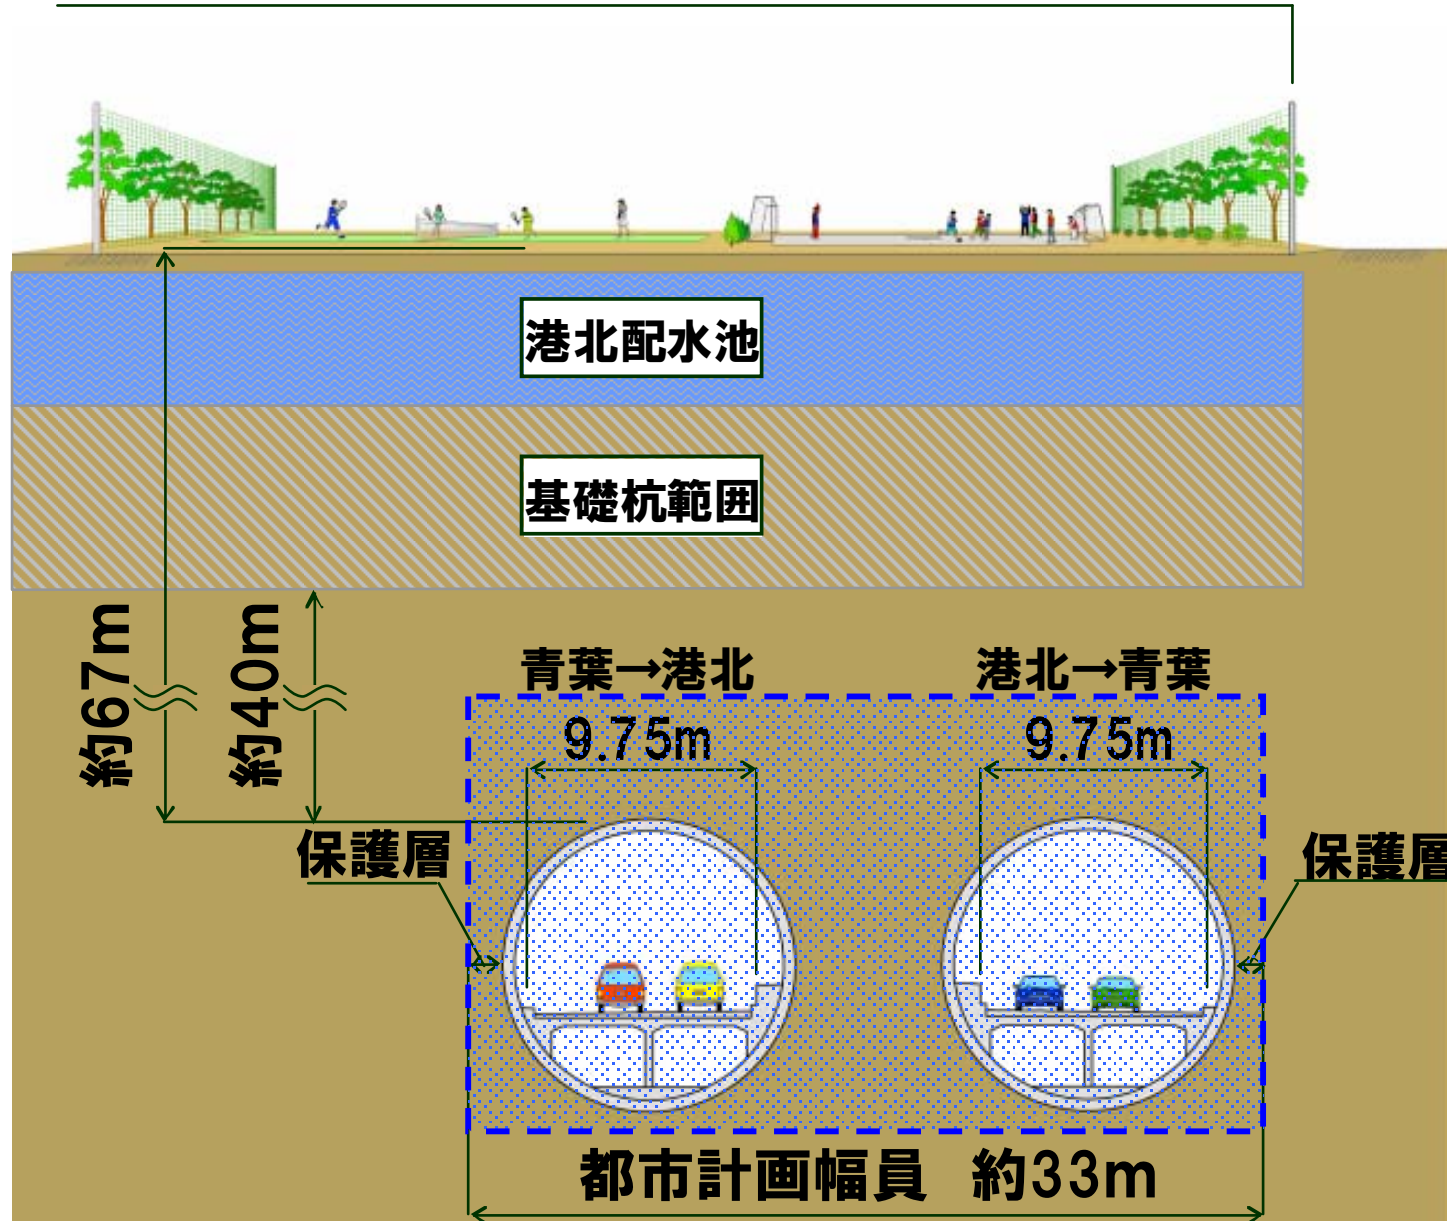 港北配水池
基礎杭範囲
約67m
約40m
青葉→港北
港北→青葉
9.75m
9.75m
保護層
保護層
都市計画幅員 約33m